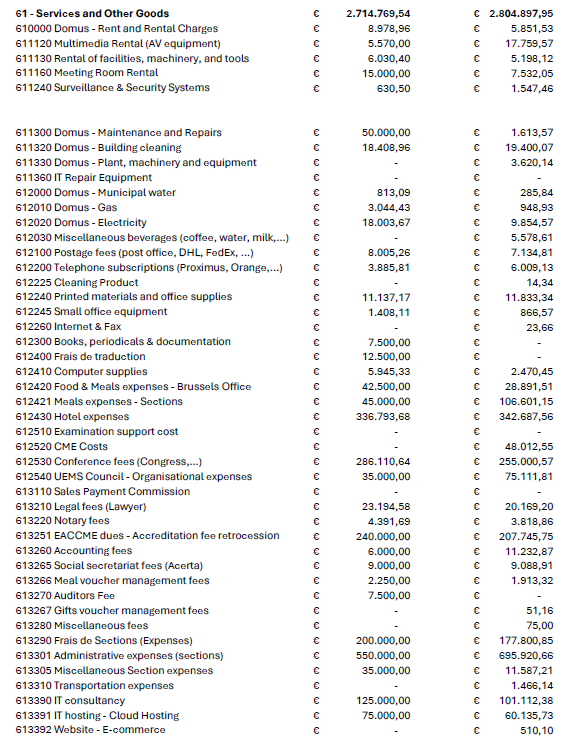 61 - Services and Other Goods € 2.714.769,54 € 2.804.897,95
610000 Domus - Rent and Rental Charges € 8.978,96 € 5.851,53
611120 Multimedia Rental (AV equipment) € 5.570,00 € 17.759,57
611130 Rental of facilities, machinery, and tools € 6.030,40 € 5.198,12
611160 Meeting Room Rental € 15.000,00 € 7.532,05
611240 Surveillance & Security Systems € 630,50 € 1.547,46
611300 Domus - Maintenance and Repairs € 50.000,00 € 1.613,57
611320 Domus - Building cleaning € 18.408,96 € 19.400,07
611330 Domus - Plant, machinery and equipment € - € 3.620,14
611360 IT Repair Equipment € - € -
612000 Domus - Municipal water € 813,09 € 285,84
612010 Domus - Gas € 3.044,43 € 948,93
612020 Domus - Electricity € 18.003,67 € 9.854,57
612030 Miscellaneous beverages (coffee, water, milk,...) € - € 5.578,61
612100 Postage fees (post office, DHL, FedEx, ...) € 8.005,26 € 7.134,81
612200 Telephone subscriptions (Proximus, Orange,...) € 3.885,81 € 6.009,13
612225 Cleaning Product € - € 14,34
612240 Printed materials and office supplies € 11.137,17 € 11.833,34
612245 Small office equipment € 1.408,11 € 866,57
612260 Internet & Fax € - € 23,66
612300 Books, periodicals & documentation € 7.500,00 € -
612400 Frais de traduction € 12.500,00 € -
612410 Computer supplies € 5.945,33 € 2.470,45
612420 Food & Meals expenses - Brussels Office € 42.500,00 € 28.891,51
612421 Meals expenses - Sections € 45.000,00 € 106.601,15
612430 Hotel expenses € 336.793,68 € 342.687,56
612510 Examination support cost € - € -
612520 CME Costs € - € 48.012,55
612530 Conference fees (Congress,...) € 286.110,64 € 255.000,57
612540 UEMS Council - Organisational expenses € 35.000,00 € 75.111,81
613110 Sales Payment Commission € - € -
613210 Legal fees (Lawyer) € 23.194,58 € 20.169,20
613220 Notary fees € 4.391,69 € 3.818,86
613251 EACCME dues - Accreditation fee retrocession € 240.000,00 € 207.745,75
613260 Accounting fees € 6.000,00 € 11.232,87
613265 Social secretariat fees (Acerta) € 9.000,00 € 9.088,91
613266 Meal voucher management fees € 2.250,00 € 1.913,32
613270 Auditors Fee € 7.500,00 € -
613267 Gifts voucher management fees € - € 51,16
613280 Miscellaneous fees € - € 75,00
613290 Frais de Sections (Expenses) € 200.000,00 € 177.800,85
613301 Administrative expenses (sections) € 550.000,00 € 695.920,66
613305 Miscellaneous Section expenses € 35.000,00 € 11.587,21
613310 Transportation expenses € - € 1.466,14
613390 IT consultancy € 125.000,00 € 101.112,38
613391 IT hosting - Cloud Hosting € 75.000,00 € 60.135,73
613392 Website - E-commerce € - € 510,10